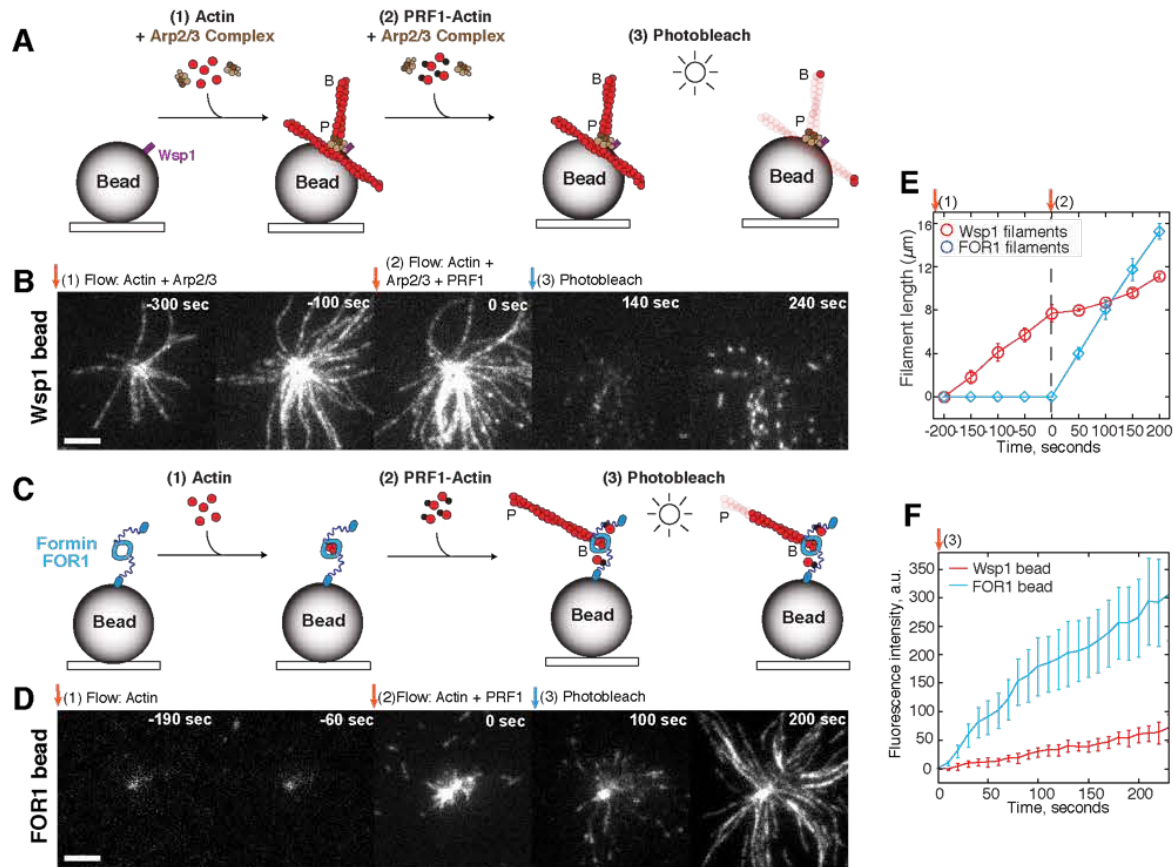 A
(1) Actin
+ Arp2/3 Complex
(2) PRF1-Actin
+ Arp2/3 Complex
(3) Photobleach
B
P
B
P
B
P
Wsp1
Bead
Bead
Bead
Bead
B
(1) Flow: Actin + Arp2/3
(2) Flow: Actin +
Arp2/3 + PRF1
(3) Photobleach
-300 sec
-100 sec
0 sec
140 sec
240 sec
Wsp1 bead
C
(1) Actin
(2) PRF1-Actin
(3) Photobleach
Formin
FOR1
P
B
P
B
Bead
Bead
Bead
Bead
D
(1) Flow: Actin
(2)Flow: Actin + PRF1
(3) Photobleach
-190 sec
-60 sec
0 sec
100 sec
200 sec
FOR1 bead
E
(1)
(2)
Wsp1 filaments
FOR1 filaments
Filament length (μm)
16
12
8
4
0
-200 -150 -100 -50 0 50 100 150 200
Time, seconds
F
(3)
Wsp1 bead
FOR1 bead
Fluorescence intensity, a.u.
350
300
250
200
150
100
50
0
0 50 100 150 200
Time, seconds